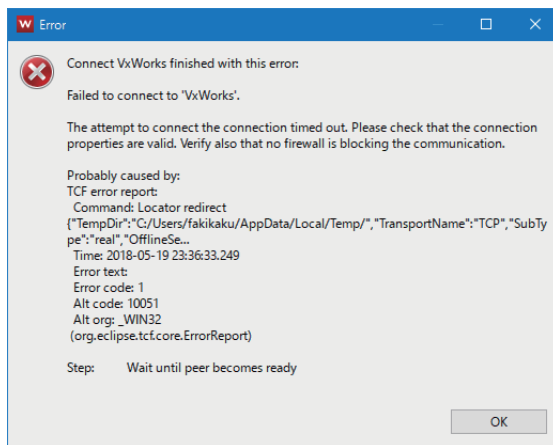 W Error
Connect VxWorks finished with this error:
Failed to connect to 'VxWorks'.
The attempt to connect the connection timed out. Please check that the connection
properties are valid. Verify also that no firewall is blocking the communication.
Probably caused by:
TCF error report:
Command: Locator redirect
{"TempDir":"C:/Users/fakikaku/AppData/Local/Temp/","TransportName":"TCP","SubTy
pe":"real","OfflineSe...
Time: 2018-05-19 23:36:33.249
Error text:
Error code: 1
Alt code: 10051
Alt org: _WIN32
(org.eclipse.tcf.core.ErrorReport)
Step: Wait until peer becomes ready
OK